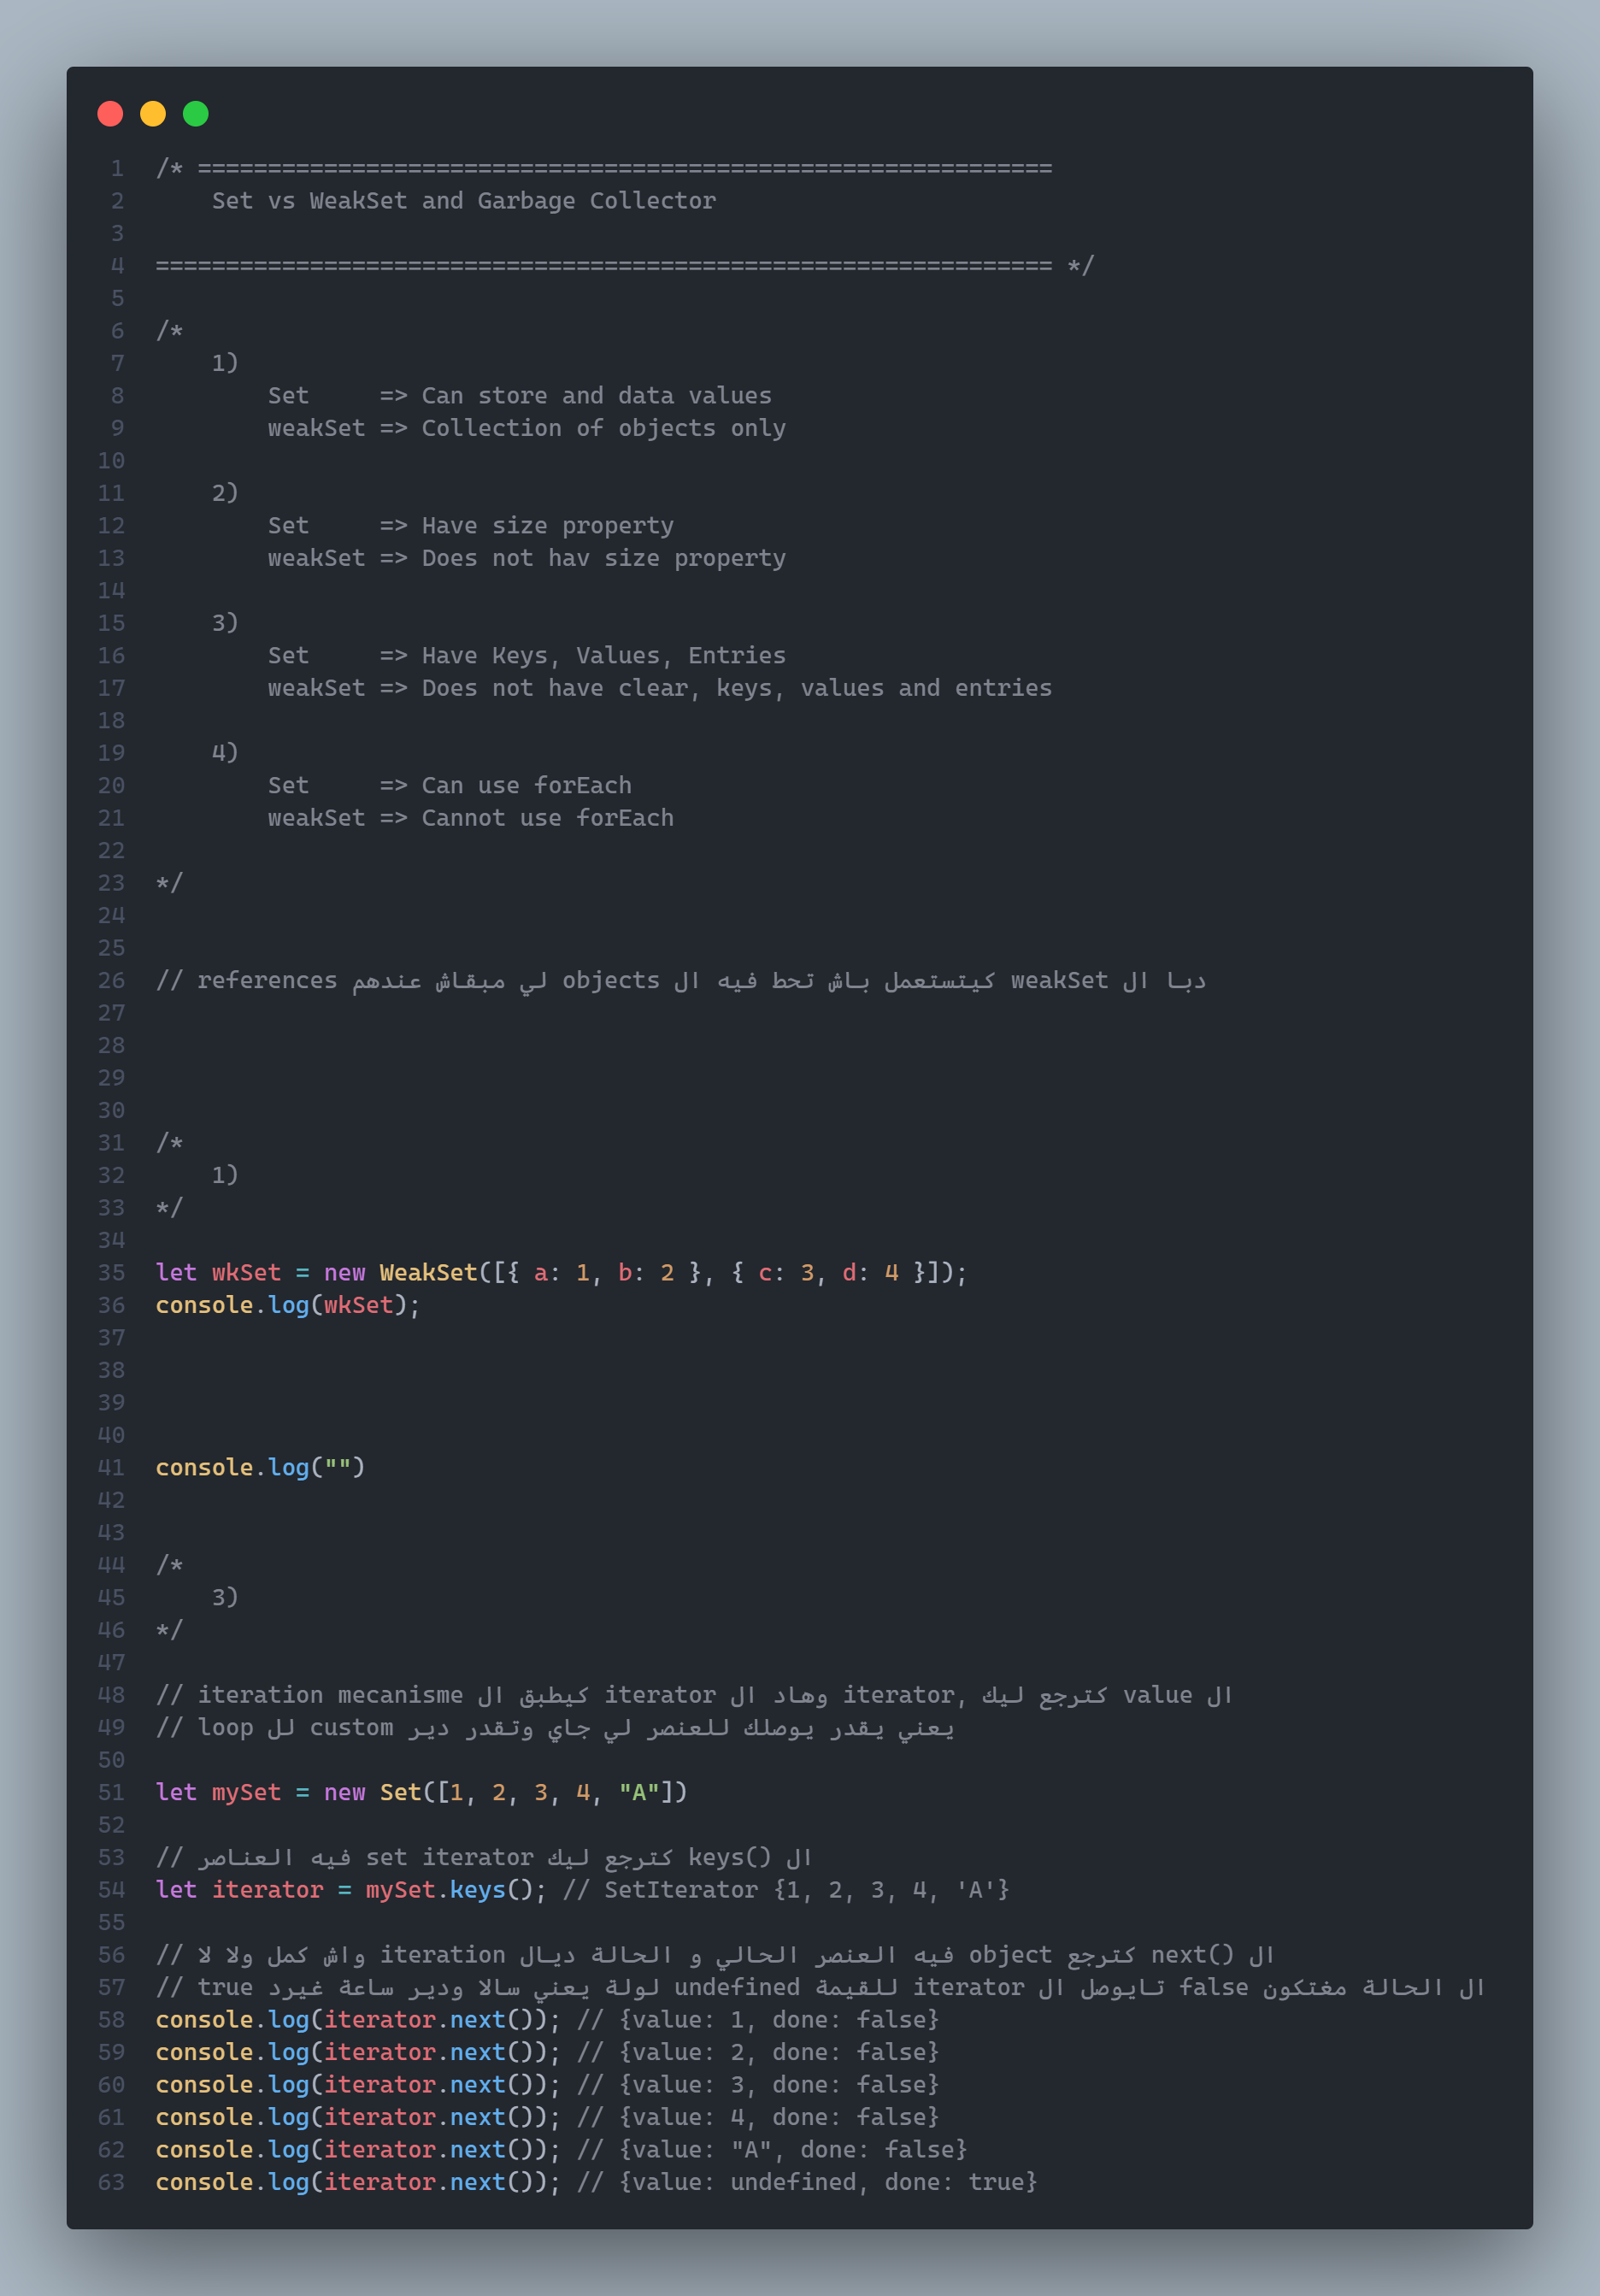 1 /* =============================================================
2 Set vs WeakSet and Garbage Collector
3
4 ================================================================ */
5
6 /*
7 1)
8 Set => Can store and data values
9 weakSet => Collection of objects only
10
11 2)
12 Set => Have size property
13 weakSet => Does not hav size property
14
15 3)
16 Set => Have Keys, Values, Entries
17 weakSet => Does not have clear, keys, values and entries
18
19 4)
20 Set => Can use forEach
21 weakSet => Cannot use forEach
22
23 */
24
25
26 // دبا ال weakSet كيتستعمل باش تحط فيه ال objects لي مبقاش عندهم references
27
28
29
30
31 /*
32 1)
33 */
34
35 let wkSet = new WeakSet([{ a: 1, b: 2 }, { c: 3, d: 4 }]);
36 console.log(wkSet);
37
38
39
40
41 console.log("")
42
43
44 /*
45 3)
46 */
47
48 // ال value كترجع ليك iterator, وهاد ال iterator كيطبق ال iteration mecanisme
49 // يعني يقدر يوصلك للعنصر لي جاي وتقدر دير custom لل loop
50
51 let mySet = new Set([1, 2, 3, 4, "A"])
52
53 // ال keys() كترجع ليك set iterator فيه العناصر
54 let iterator = mySet.keys(); // SetIterator {1, 2, 3, 4, 'A'}
55
56 // ال next() كترجع object فيه العنصر الحالي و الحالة ديال iteration واش كمل ولا لا
57 // ال الحالة مغتكون false تايوصل ال iterator للقيمة undefined لولة يعني سالا ودير ساعة غيرد true
58 console.log(iterator.next()); // {value: 1, done: false}
59 console.log(iterator.next()); // {value: 2, done: false}
60 console.log(iterator.next()); // {value: 3, done: false}
61 console.log(iterator.next()); // {value: 4, done: false}
62 console.log(iterator.next()); // {value: "A", done: false}
63 console.log(iterator.next()); // {value: undefined, done: true}